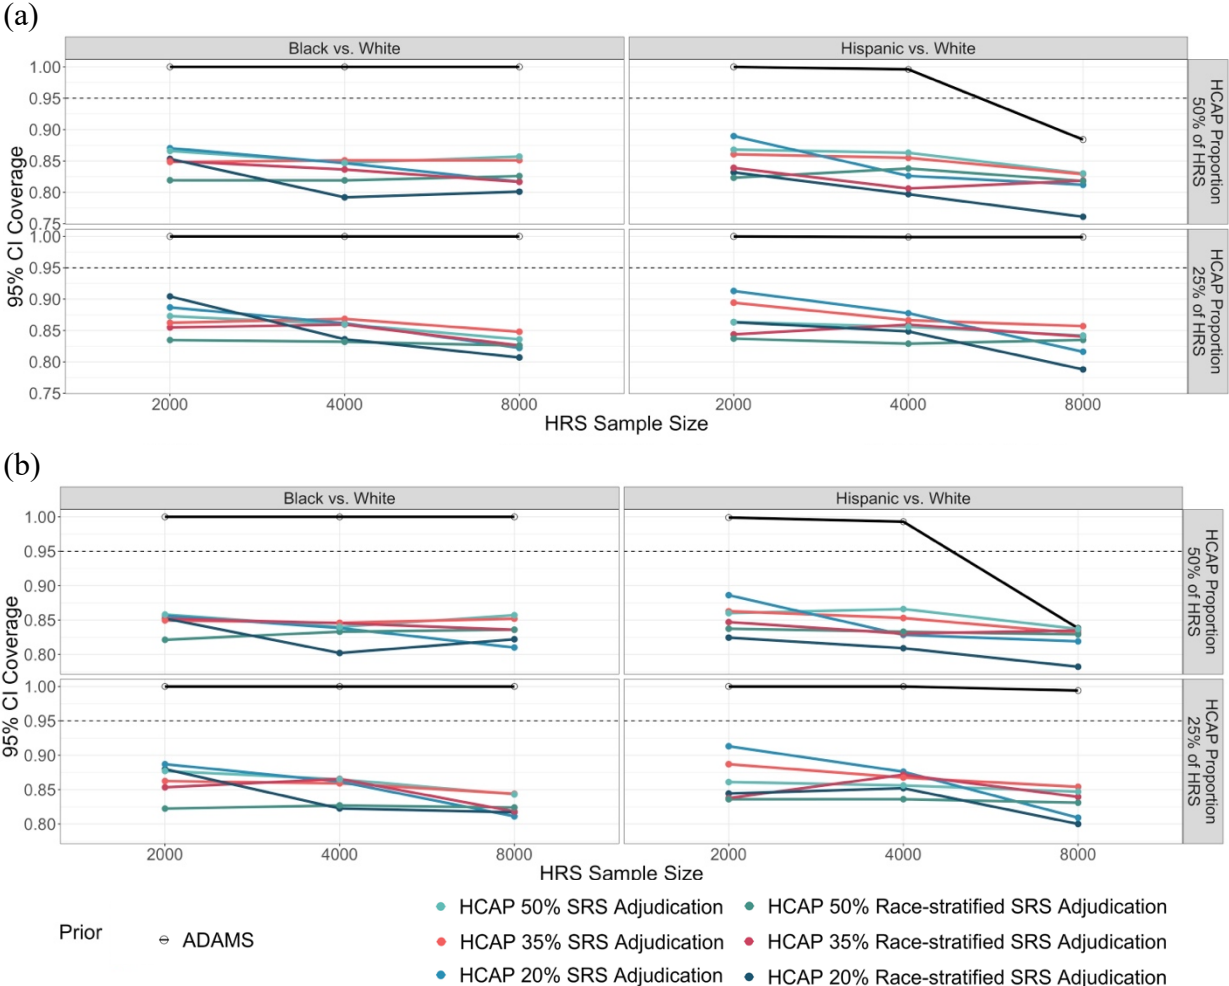 (a)
Black vs. White
Hispanic vs. White
1.00
0.95
0.90
0.85
0.80
0.75
HCAP Proportion
50% of HRS
1.00
0.95
0.90
0.85
0.80
0.75
HCAP Proportion
25% of HRS
95% CI Coverage
2000
4000
8000
2000
4000
8000
HRS Sample Size
(b)
Black vs. White
Hispanic vs. White
1.00
0.95
0.90
0.85
0.80
HCAP Proportion
50% of HRS
1.00
0.95
0.90
0.85
0.80
HCAP Proportion
25% of HRS
95% CI Coverage
2000
4000
8000
2000
4000
8000
HRS Sample Size
Prior
ADAMS
HCAP 50% SRS Adjudication
HCAP 35% SRS Adjudication
HCAP 20% SRS Adjudication
HCAP 50% Race-stratified SRS Adjudication
HCAP 35% Race-stratified SRS Adjudication
HCAP 20% Race-stratified SRS Adjudication